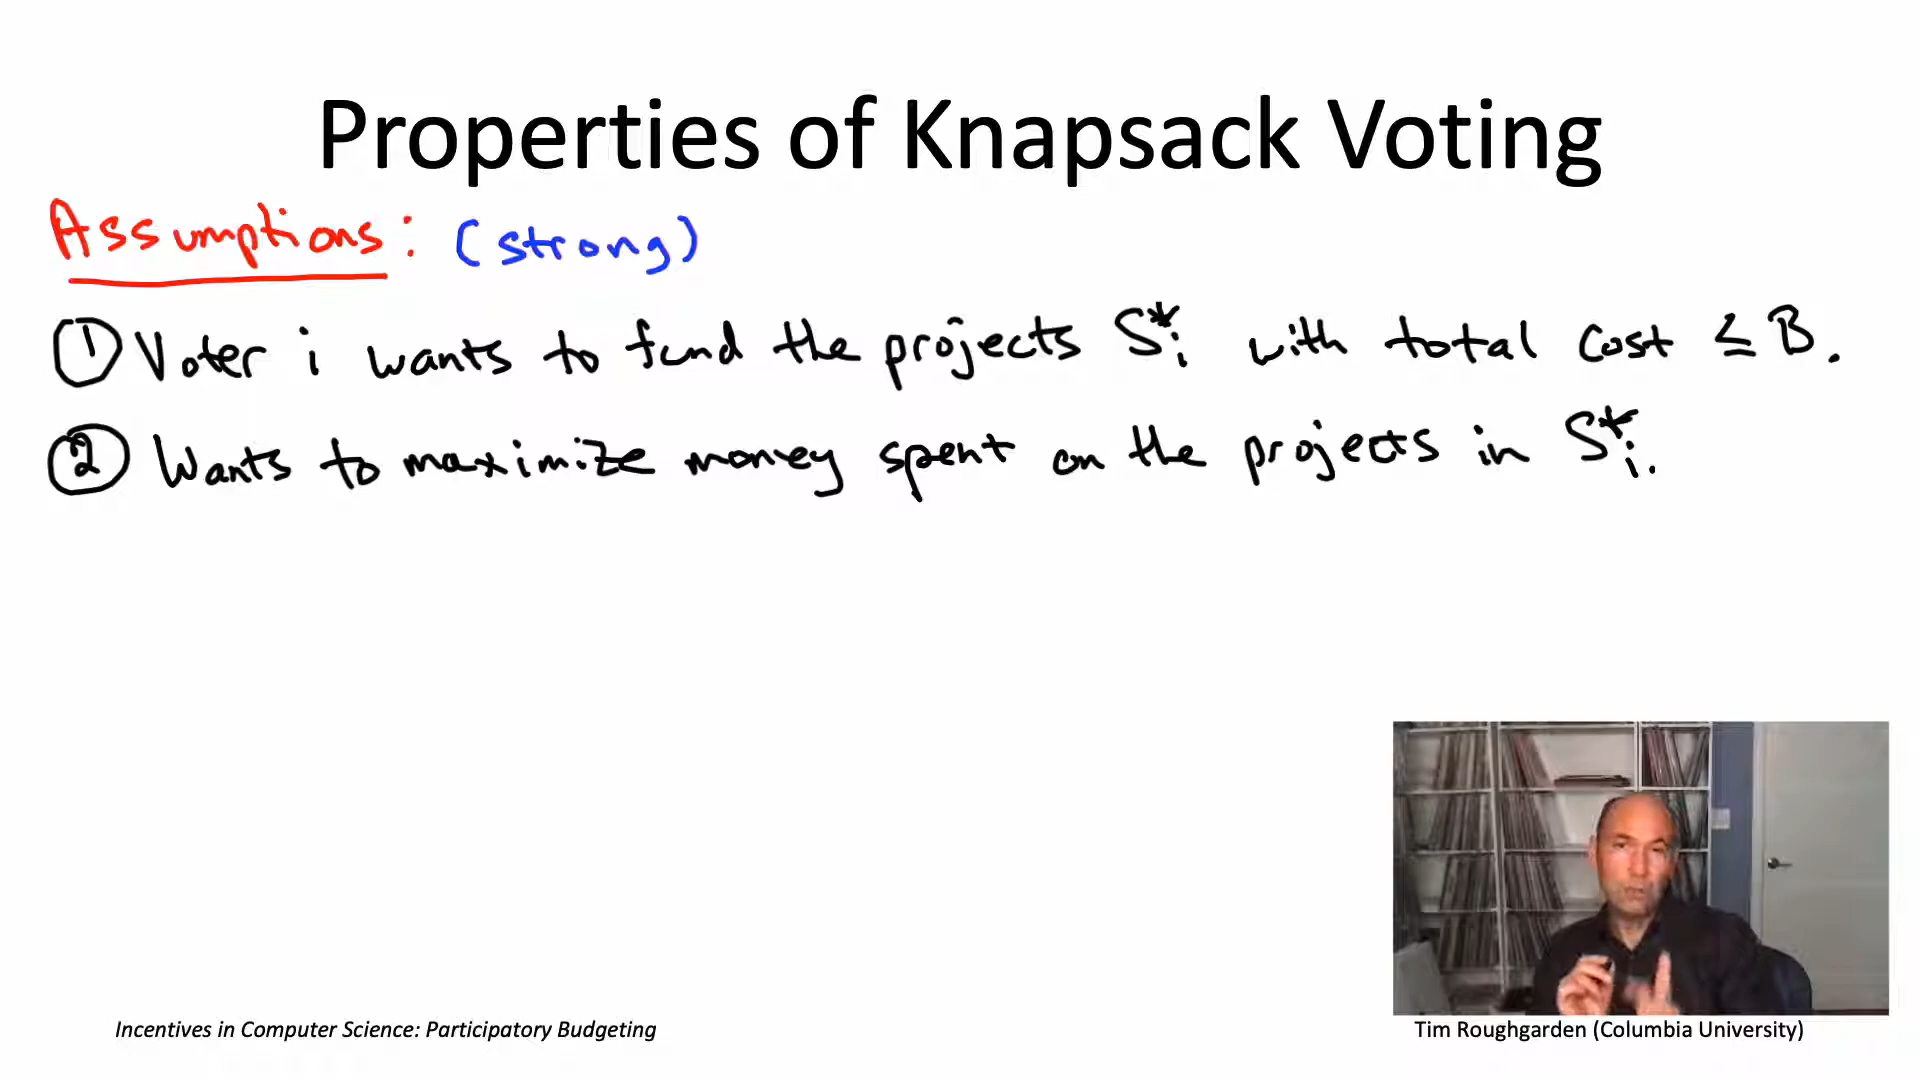 Properties of Knapsack Voting
Assumptions: (strong)
① Voter i wants to fund the projects S*i with total cost ≤ B.
② Wants to maximize money spent on the projects in S*i.
Incentives in Computer Science: Participatory Budgeting
Tim Roughgarden (Columbia University)